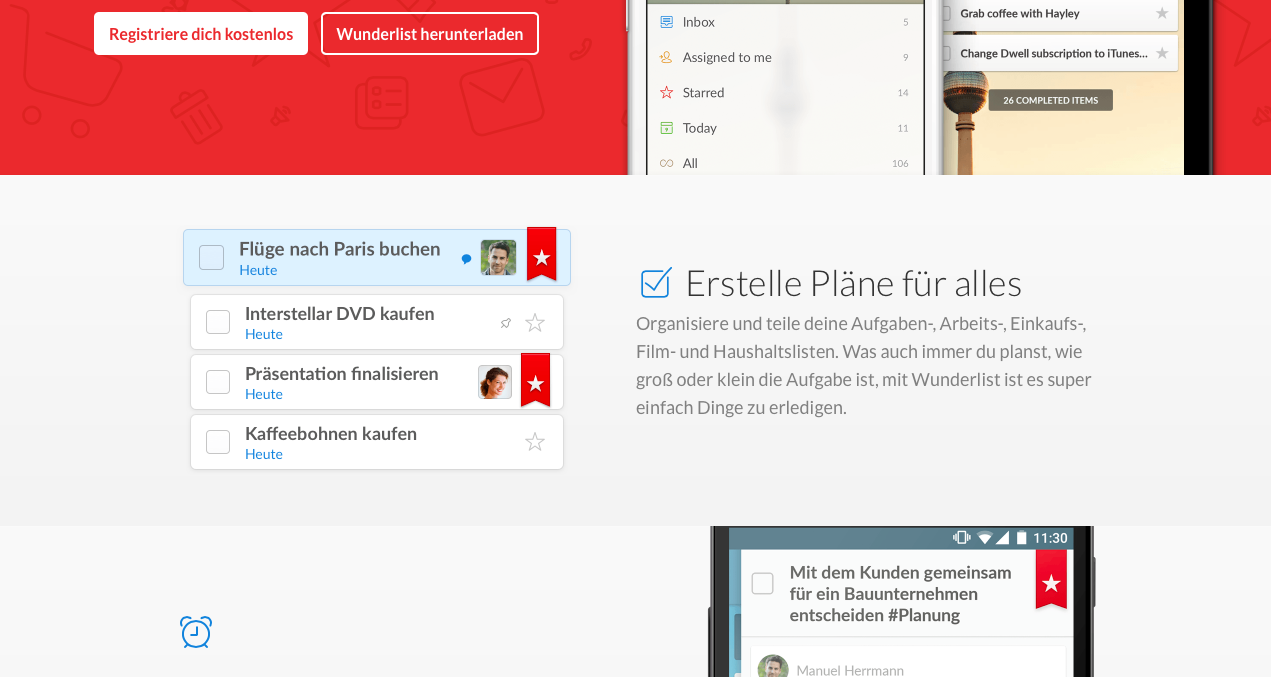 Registriere dich kostenlos
Wunderlist herunterladen
Inbox 5
Assigned to me 9
Starred 14
Today 11
All 106
Grab coffee with Hayley
Change Dwell subscription to iTunes...
26 COMPLETED ITEMS
Flüge nach Paris buchen
Heute
Interstellar DVD kaufen
Heute
Präsentation finalisieren
Heute
Kaffeebohnen kaufen
Heute
Erstelle Pläne für alles
Organisiere und teile deine Aufgaben-, Arbeits-, Einkaufs-,
Film- und Haushaltslisten. Was auch immer du planst, wie
groß oder klein die Aufgabe ist, mit Wunderlist ist es super
einfach Dinge zu erledigen.
11:30
Mit dem Kunden gemeinsam
für ein Bauunternehmen
entscheiden #Planung
Manuel Herrmann